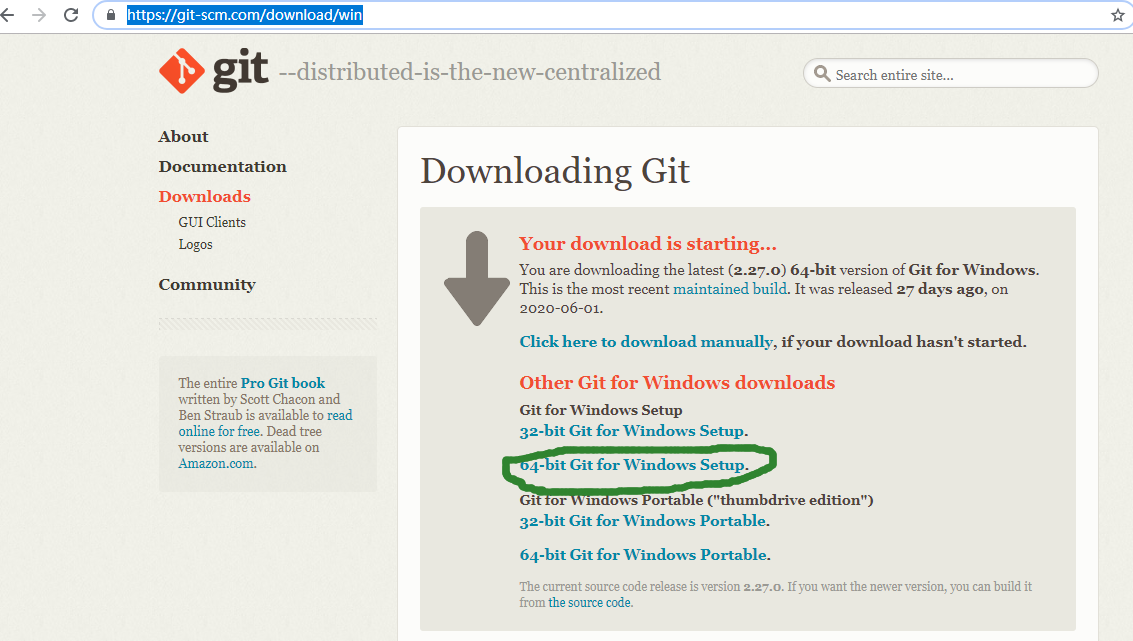 https://git-scm.com/download/win
git --distributed-is-the-new-centralized
Search entire site...
About
Documentation
Downloads
GUI Clients
Logos
Community
The entire Pro Git book
written by Scott Chacon and
Ben Straub is available to read
online for free. Dead tree
versions are available on
Amazon.com.
Downloading Git
Your download is starting...
You are downloading the latest (2.27.0) 64-bit version of Git for Windows.
This is the most recent maintained build. It was released 27 days ago, on
2020-06-01.
Click here to download manually, if your download hasn't started.
Other Git for Windows downloads
Git for Windows Setup
32-bit Git for Windows Setup.
64-bit Git for Windows Setup.
Git for Windows Portable ("thumbdrive edition")
32-bit Git for Windows Portable.
64-bit Git for Windows Portable.
The current source code release is version 2.27.0. If you want the newer version, you can build it
from the source code.